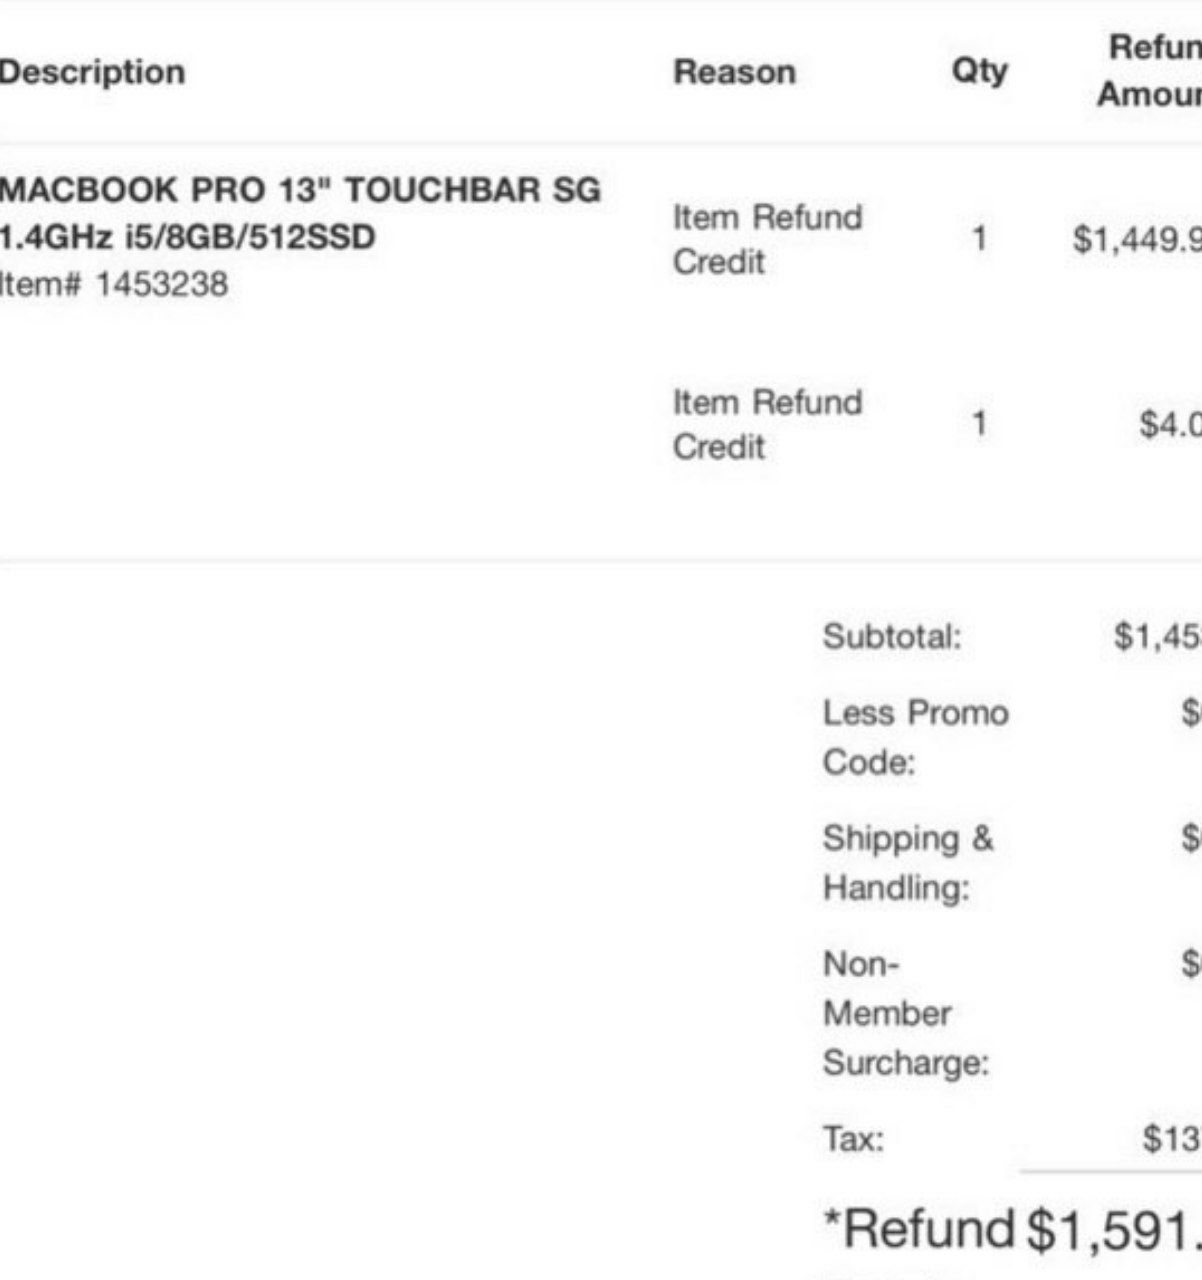 Description Reason Qty Refun
Amoun
MACBOOK PRO 13" TOUCHBAR SG
1.4GHz i5/8GB/512SSD
Item# 1453238
Item Refund
Credit
1
$1,449.9
Item Refund
Credit
1
$4.0
Subtotal: $1,45
Less Promo
Code:
$
Shipping &
Handling:
$
Non-
Member
Surcharge:
$
Tax: $13
*Refund $1,591.